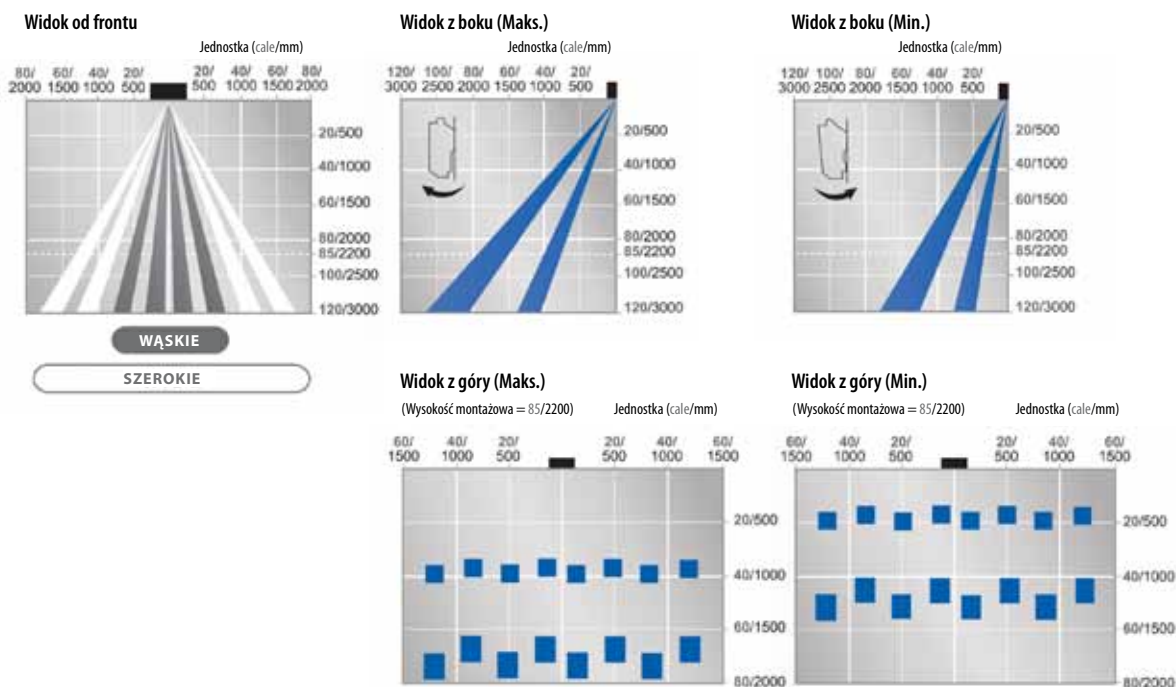 Widok od frontu
Jednostka (cale/mm)
80/ 60/ 40/ 20/ 20/ 40/ 60/ 80/
2000 1500 1000 500 500 1000 1500 2000
20/500
40/1000
60/1500
80/2000
85/2200
100/2500
120/3000
WĄSKIE
SZEROKIE
Widok z boku (Maks.)
Jednostka (cale/mm)
120/ 100/ 80/ 60/ 40/ 20/
3000 2500 2000 1500 1000 500
20/500
40/1000
60/1500
80/2000
85/2200
100/2500
120/3000
Widok z boku (Min.)
Jednostka (cale/mm)
120/ 100/ 80/ 60/ 40/ 20/
3000 2500 2000 1500 1000 500
20/500
40/1000
60/1500
80/2000
85/2200
100/2500
120/3000
Widok z góry (Maks.)
(Wysokość montażowa = 85/2200) Jednostka (cale/mm)
60/ 40/ 20/ 20/ 40/ 60/
1500 1000 500 500 1000 1500
20/500
40/1000
60/1500
80/2000
Widok z góry (Min.)
(Wysokość montażowa = 85/2200) Jednostka (cale/mm)
60/ 40/ 20/ 20/ 40/ 60/
1500 1000 500 500 1000 1500
20/500
40/1000
60/1500
80/2000